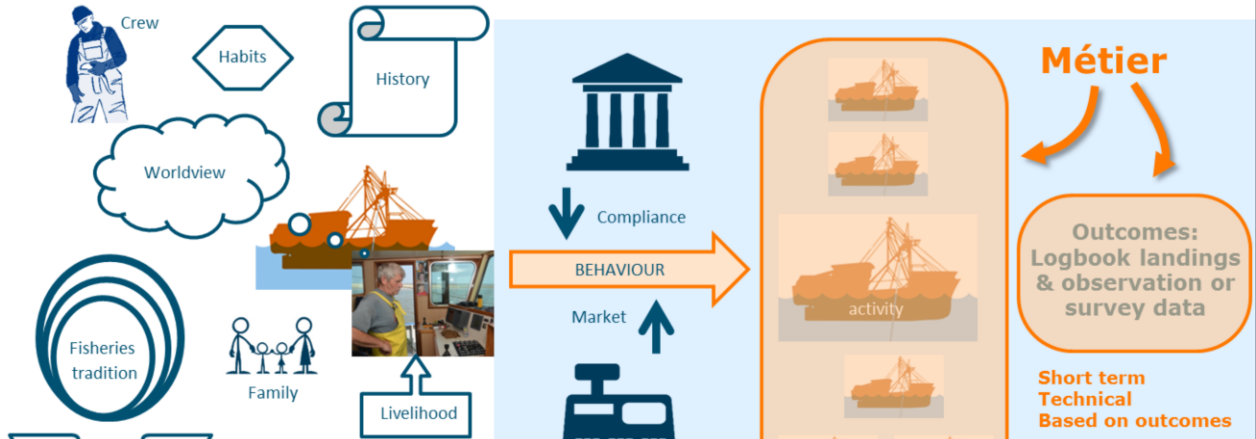 Crew
Habits
History
Worldview
Fisheries
tradition
Family
Livelihood
Compliance
BEHAVIOUR
Market
activity
Métier
Outcomes:
Logbook landings
& observation or
survey data
Short term
Technical
Based on outcomes